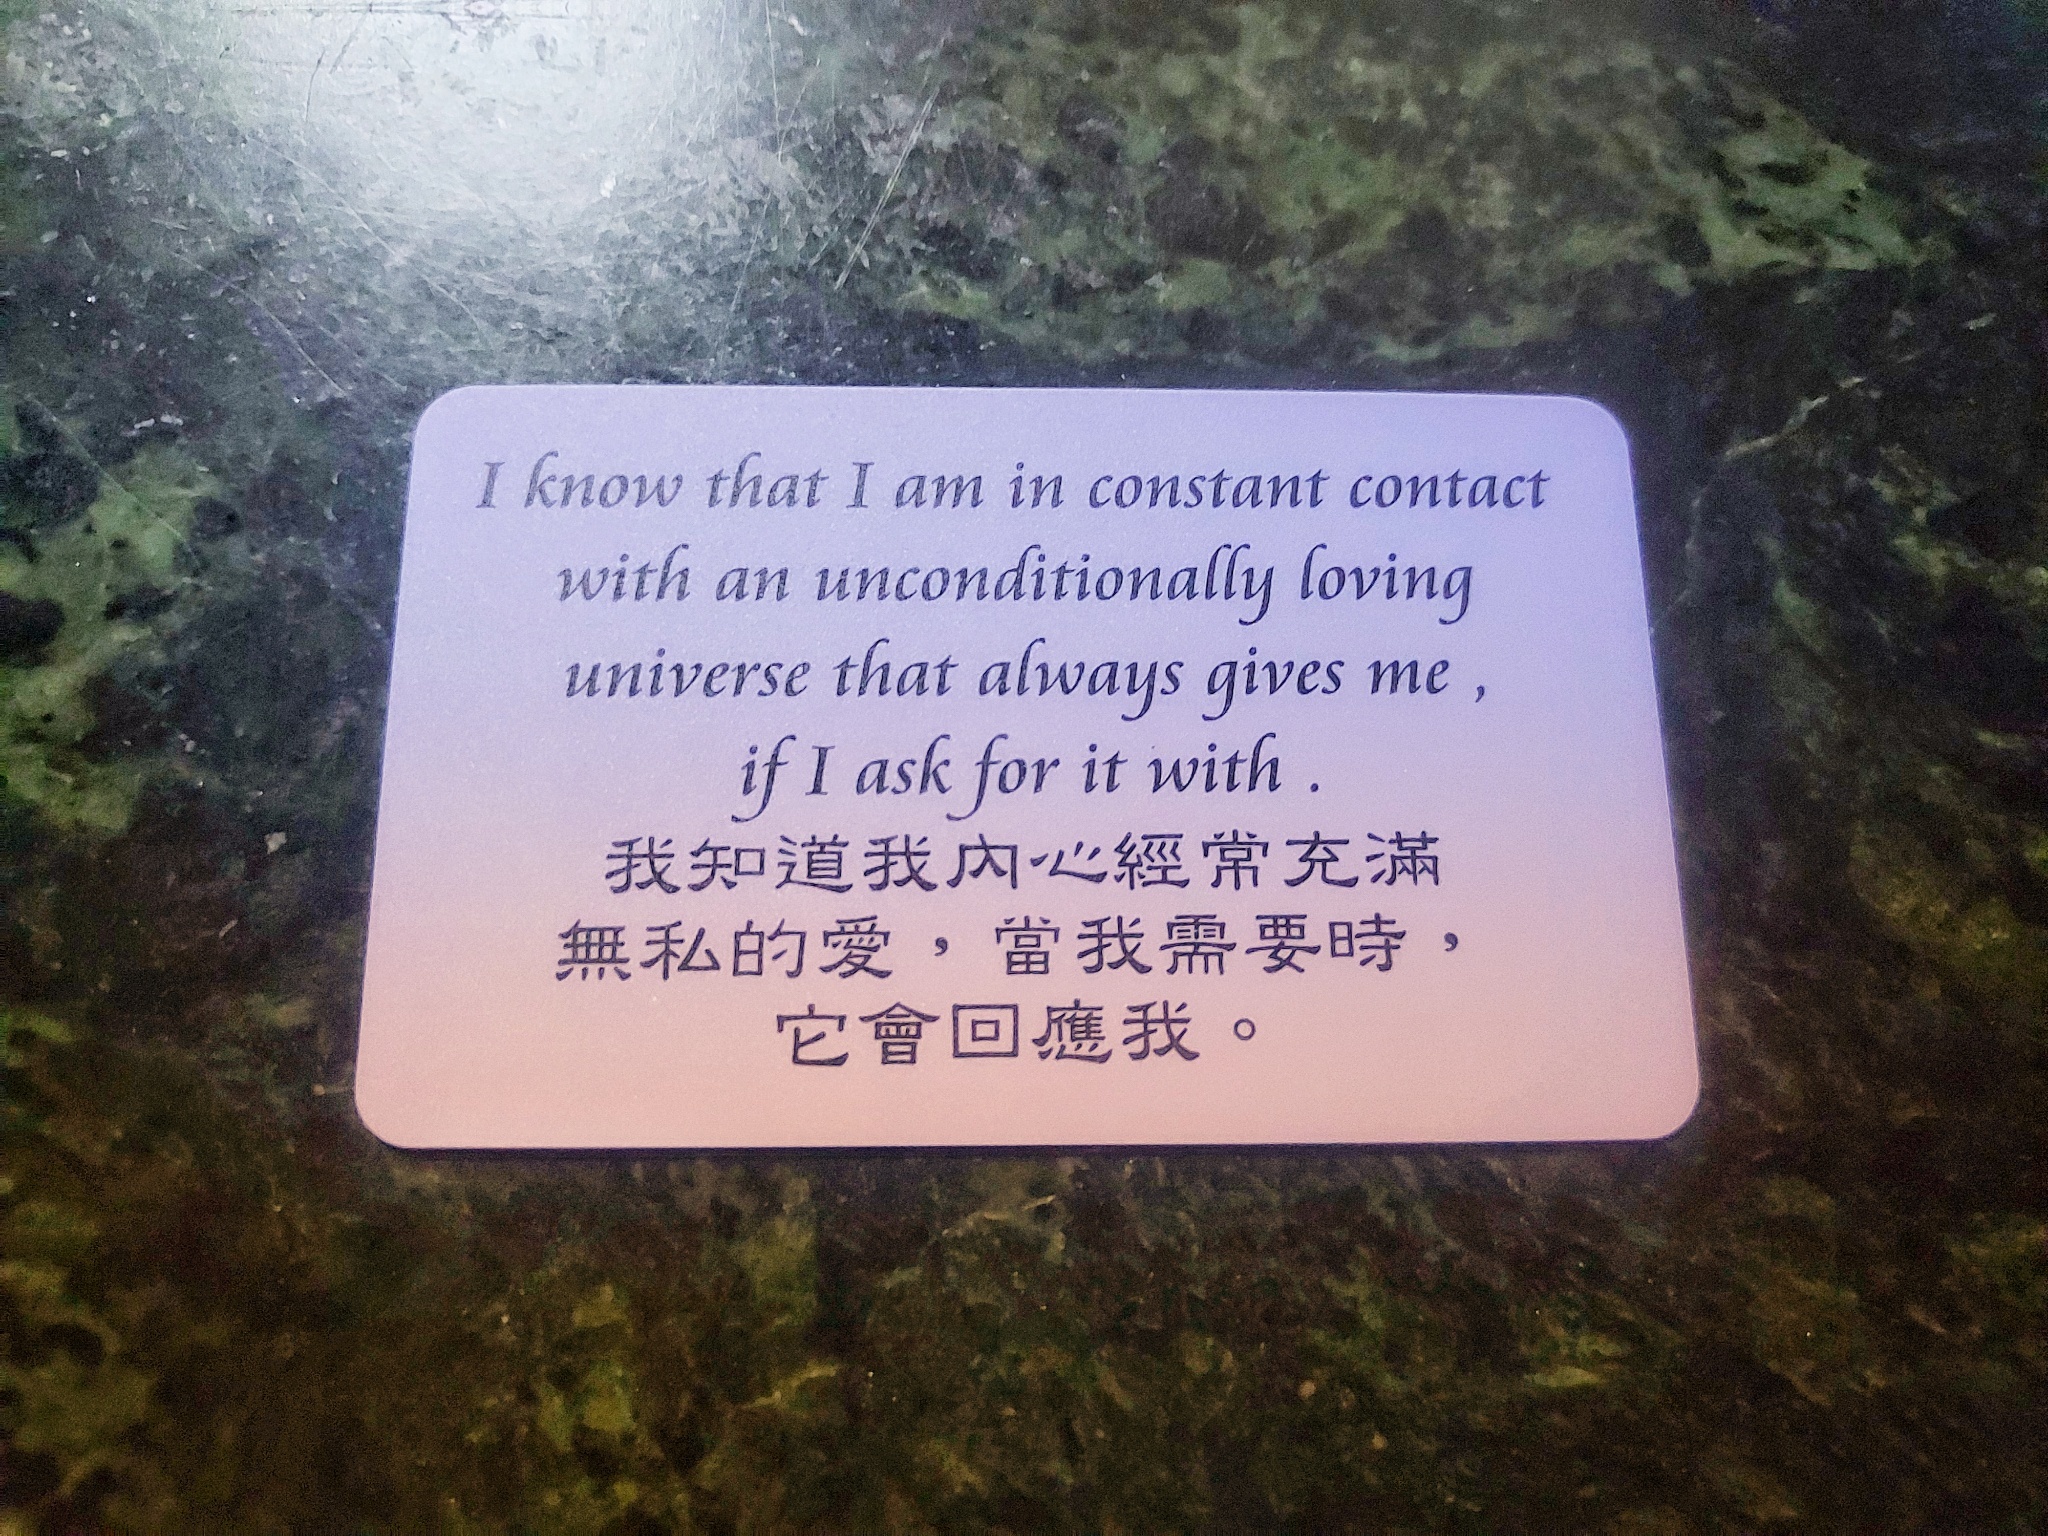 I know that I am in constant contact
with an unconditionally loving
universe that always gives me ,
if I ask for it with .
我知道我內心經常充滿
無私的愛，當我需要時，
它會回應我。